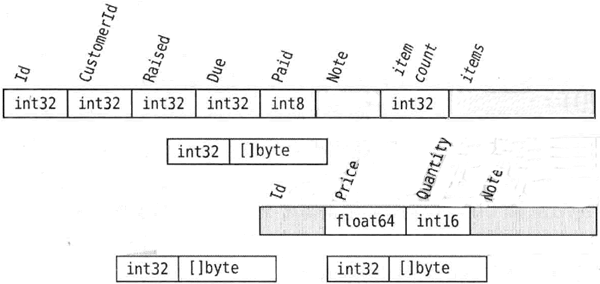 Id CustomerId Raised Due Paid Note item count items
int32 int32 int32 int32 int8 int32
int32 []byte
Id Price Quantity Note
float64 int16
int32 []byte int32 []byte